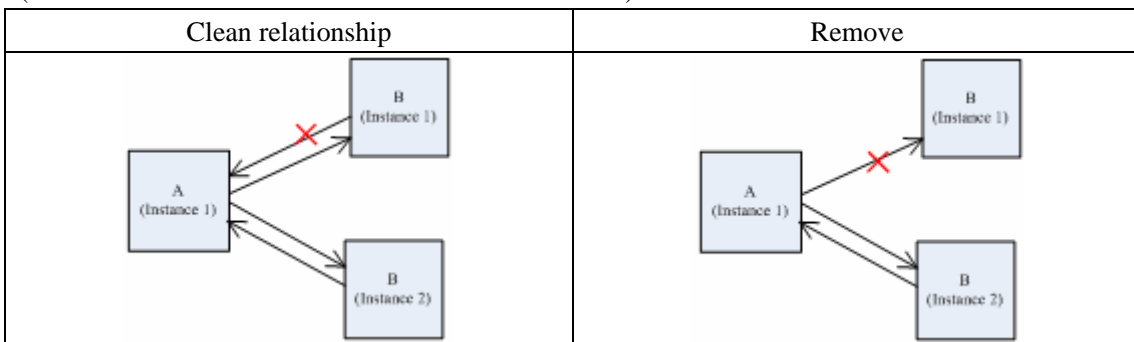 Clean relationship
Remove
B
(Instance 1)
A
(Instance 1)
B
(Instance 2)
B
(Instance 1)
A
(Instance 1)
B
(Instance 2)